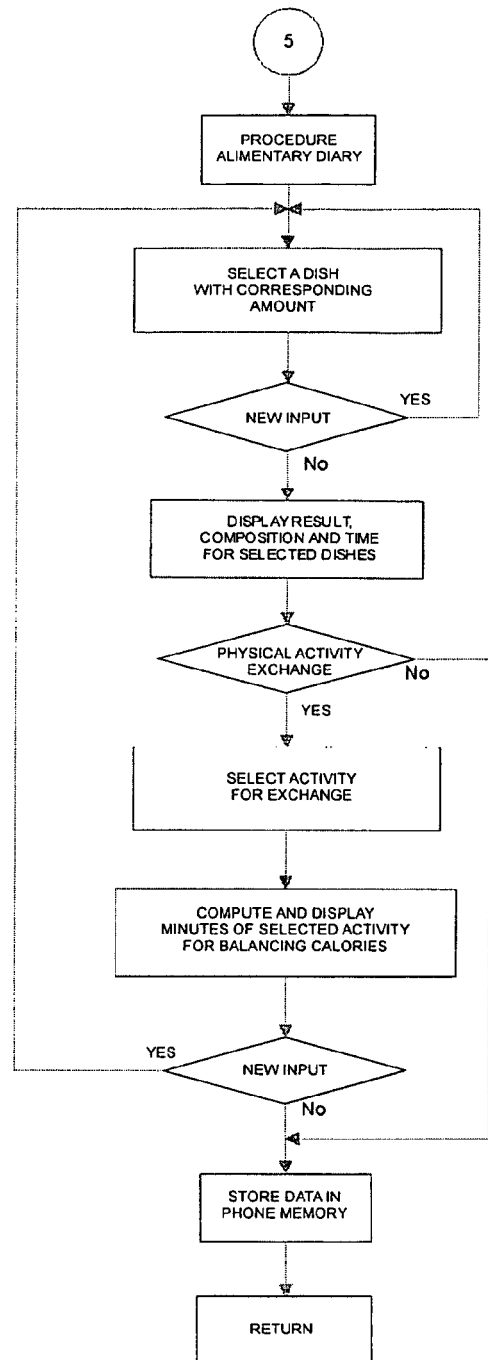 5
PROCEDURE
ALIMENTARY DIARY
SELECT A DISH
WITH CORRESPONDING
AMOUNT
NEW INPUT
YES
No
DISPLAY RESULT,
COMPOSITION AND TIME
FOR SELECTED DISHES
PHYSICAL ACTIVITY
EXCHANGE
No
YES
SELECT ACTIVITY
FOR EXCHANGE
COMPUTE AND DISPLAY
MINUTES OF SELECTED ACTIVITY
FOR BALANCING CALORIES
YES
NEW INPUT
No
STORE DATA IN
PHONE MEMORY
RETURN